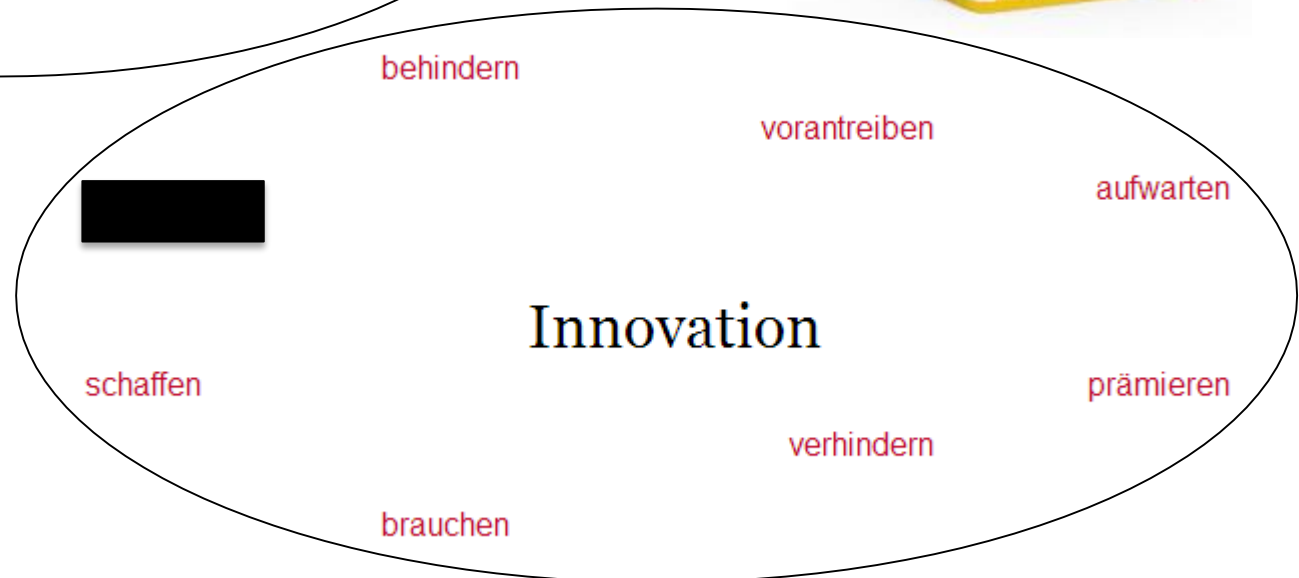 behindern
vorantreiben
aufwarten
Innovation
schaffen
prämieren
verhindern
brauchen